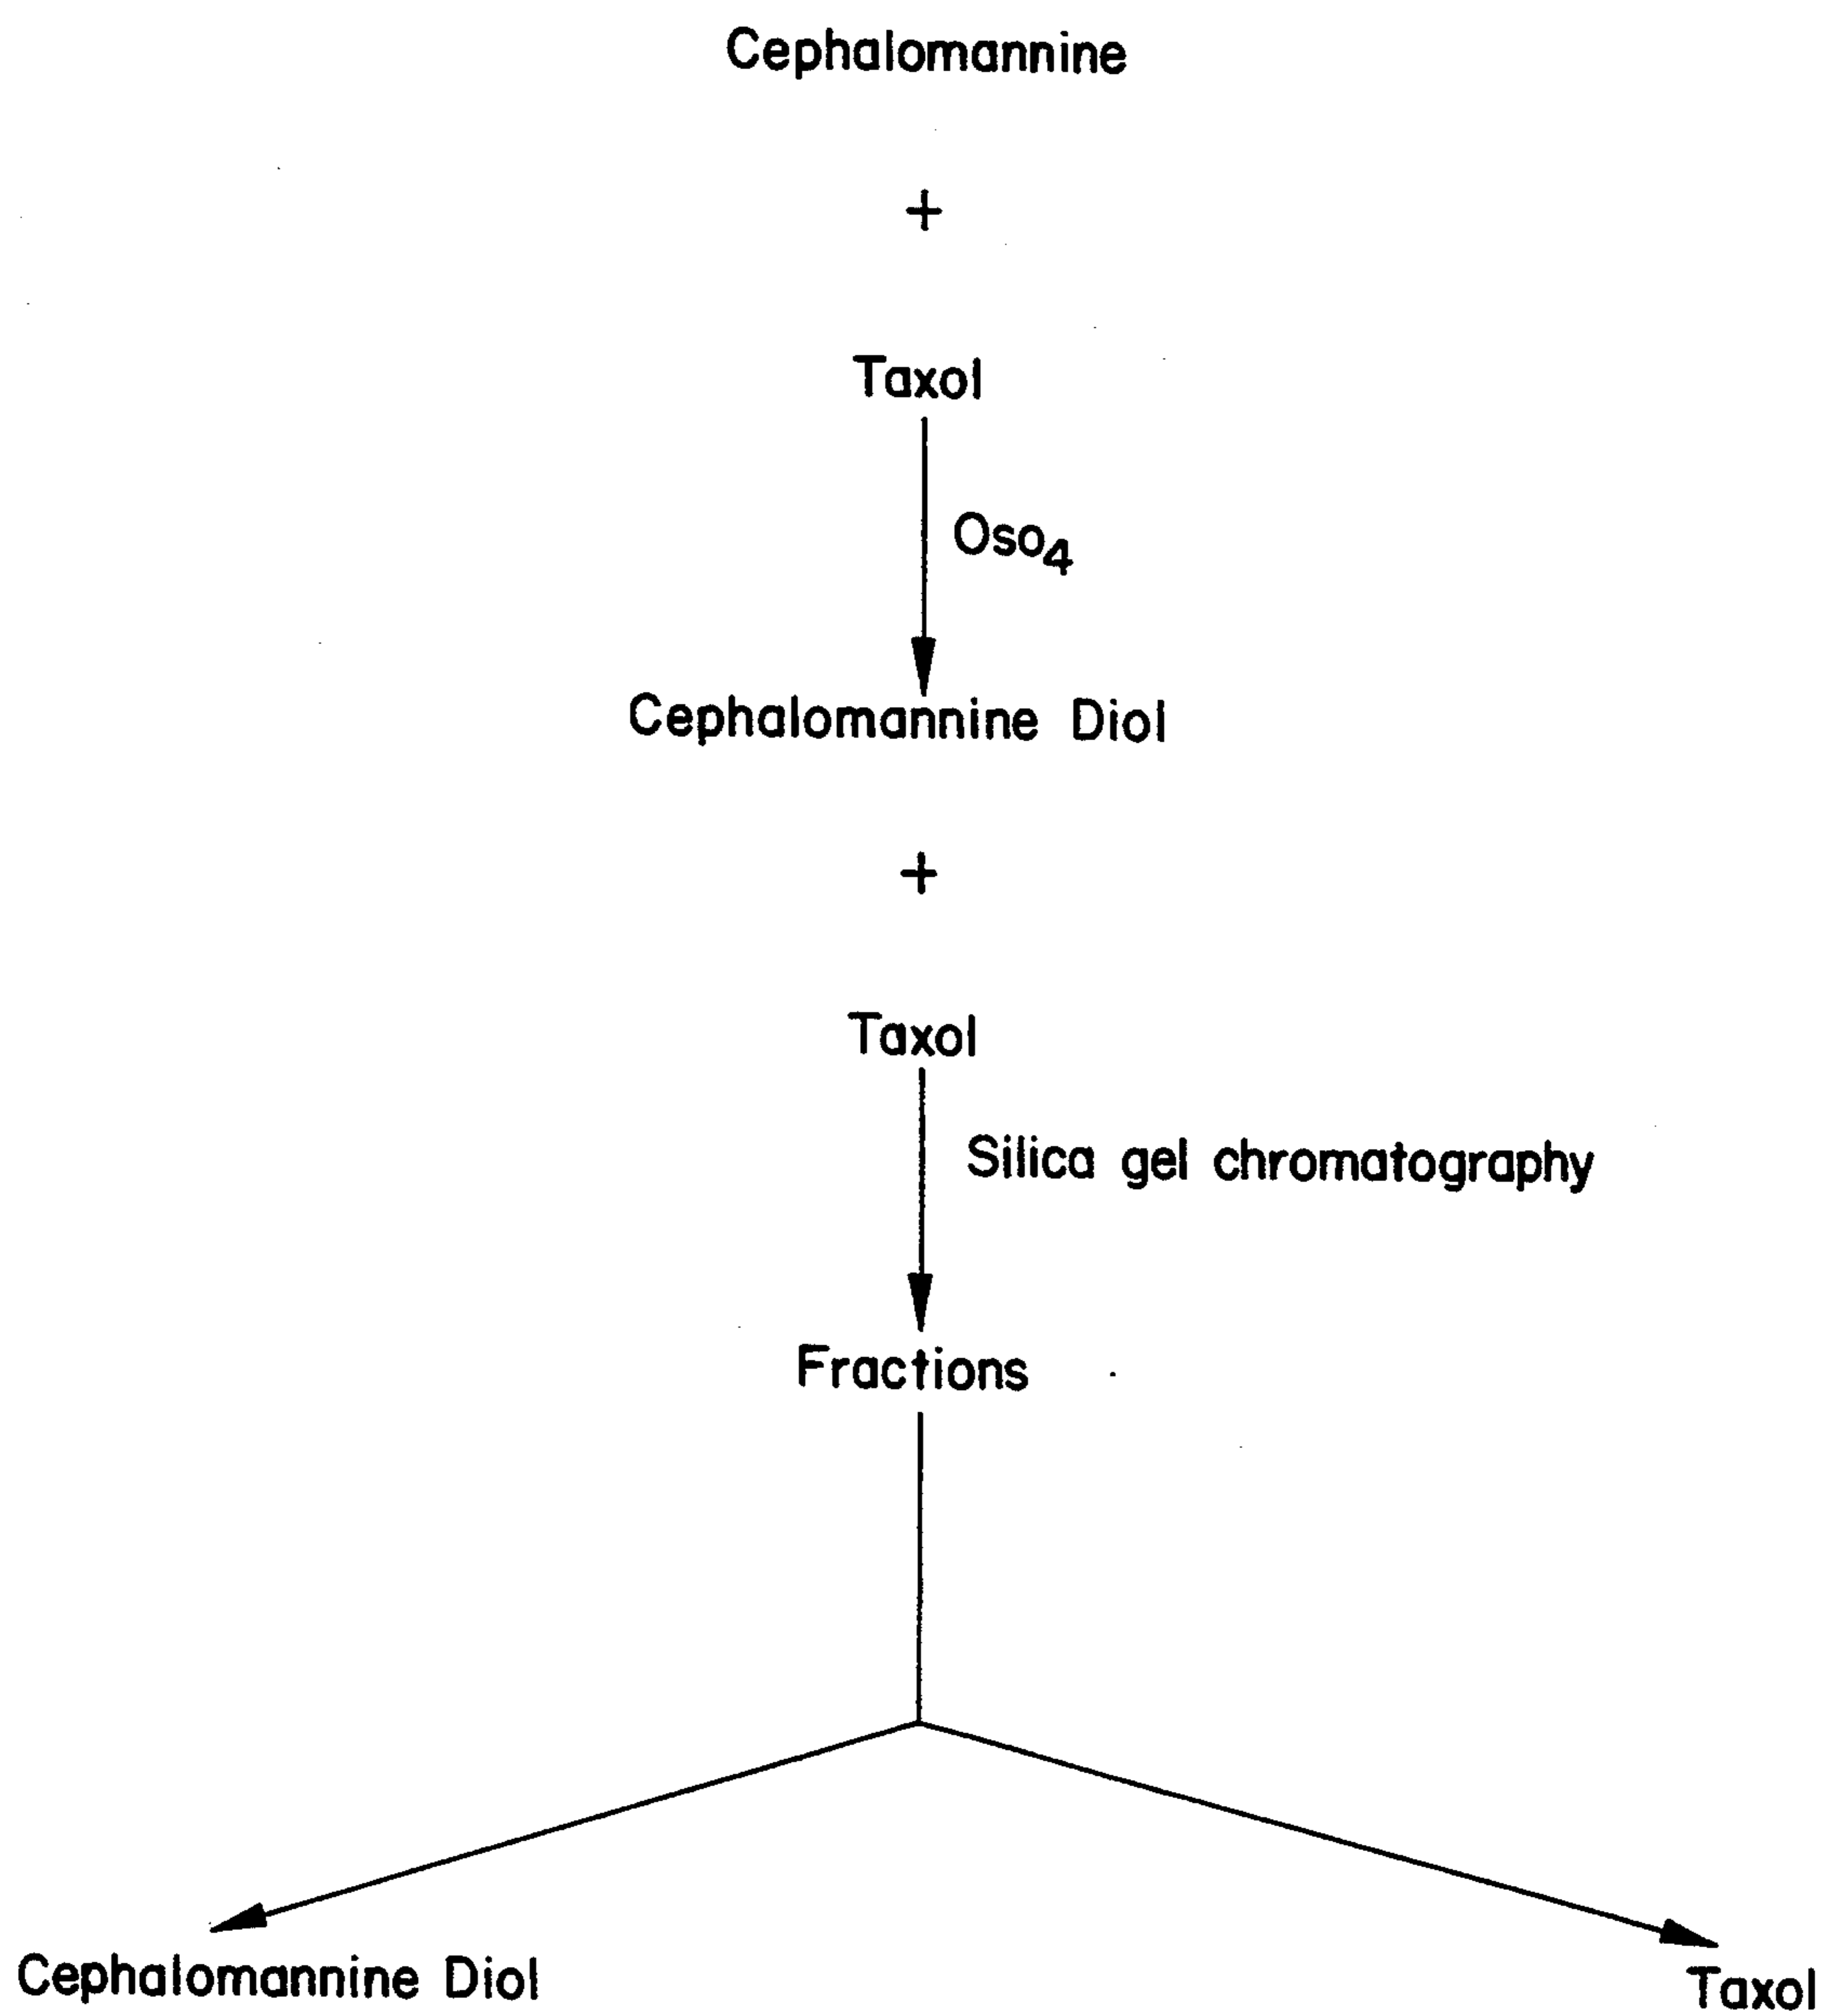 Cephalomannine
+
Taxol
Oso₄
Cephalomannine Diol
+
Taxol
Silica gel chromatography
Fractions
Cephalomannine Diol
Taxol